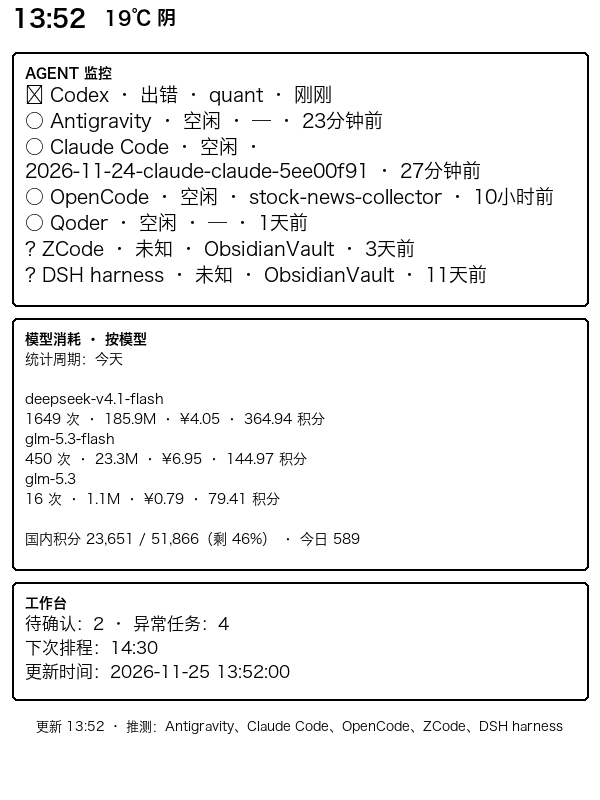 13:52 19℃ 阴
AGENT 监控
☒ Codex · 出错 · quant · 刚刚
○ Antigravity · 空闲 · — · 23分钟前
○ Claude Code · 空闲 ·
2026-11-24-claude-claude-5ee00f91 · 27分钟前
○ OpenCode · 空闲 · stock-news-collector · 10小时前
○ Qoder · 空闲 · — · 1天前
? ZCode · 未知 · ObsidianVault · 3天前
? DSH harness · 未知 · ObsidianVault · 11天前
模型消耗 · 按模型
统计周期：今天
deepseek-v4.1-flash
1649 次 · 185.9M · ¥4.05 · 364.94 积分
glm-5.3-flash
450 次 · 23.3M · ¥6.95 · 144.97 积分
glm-5.3
16 次 · 1.1M · ¥0.79 · 79.41 积分
国内积分 23,651 / 51,866（剩 46%） · 今日 589
工作台
待确认：2 · 异常任务：4
下次排程：14:30
更新时间：2026-11-25 13:52:00
更新 13:52 · 推测：Antigravity、Claude Code、OpenCode、ZCode、DSH harness